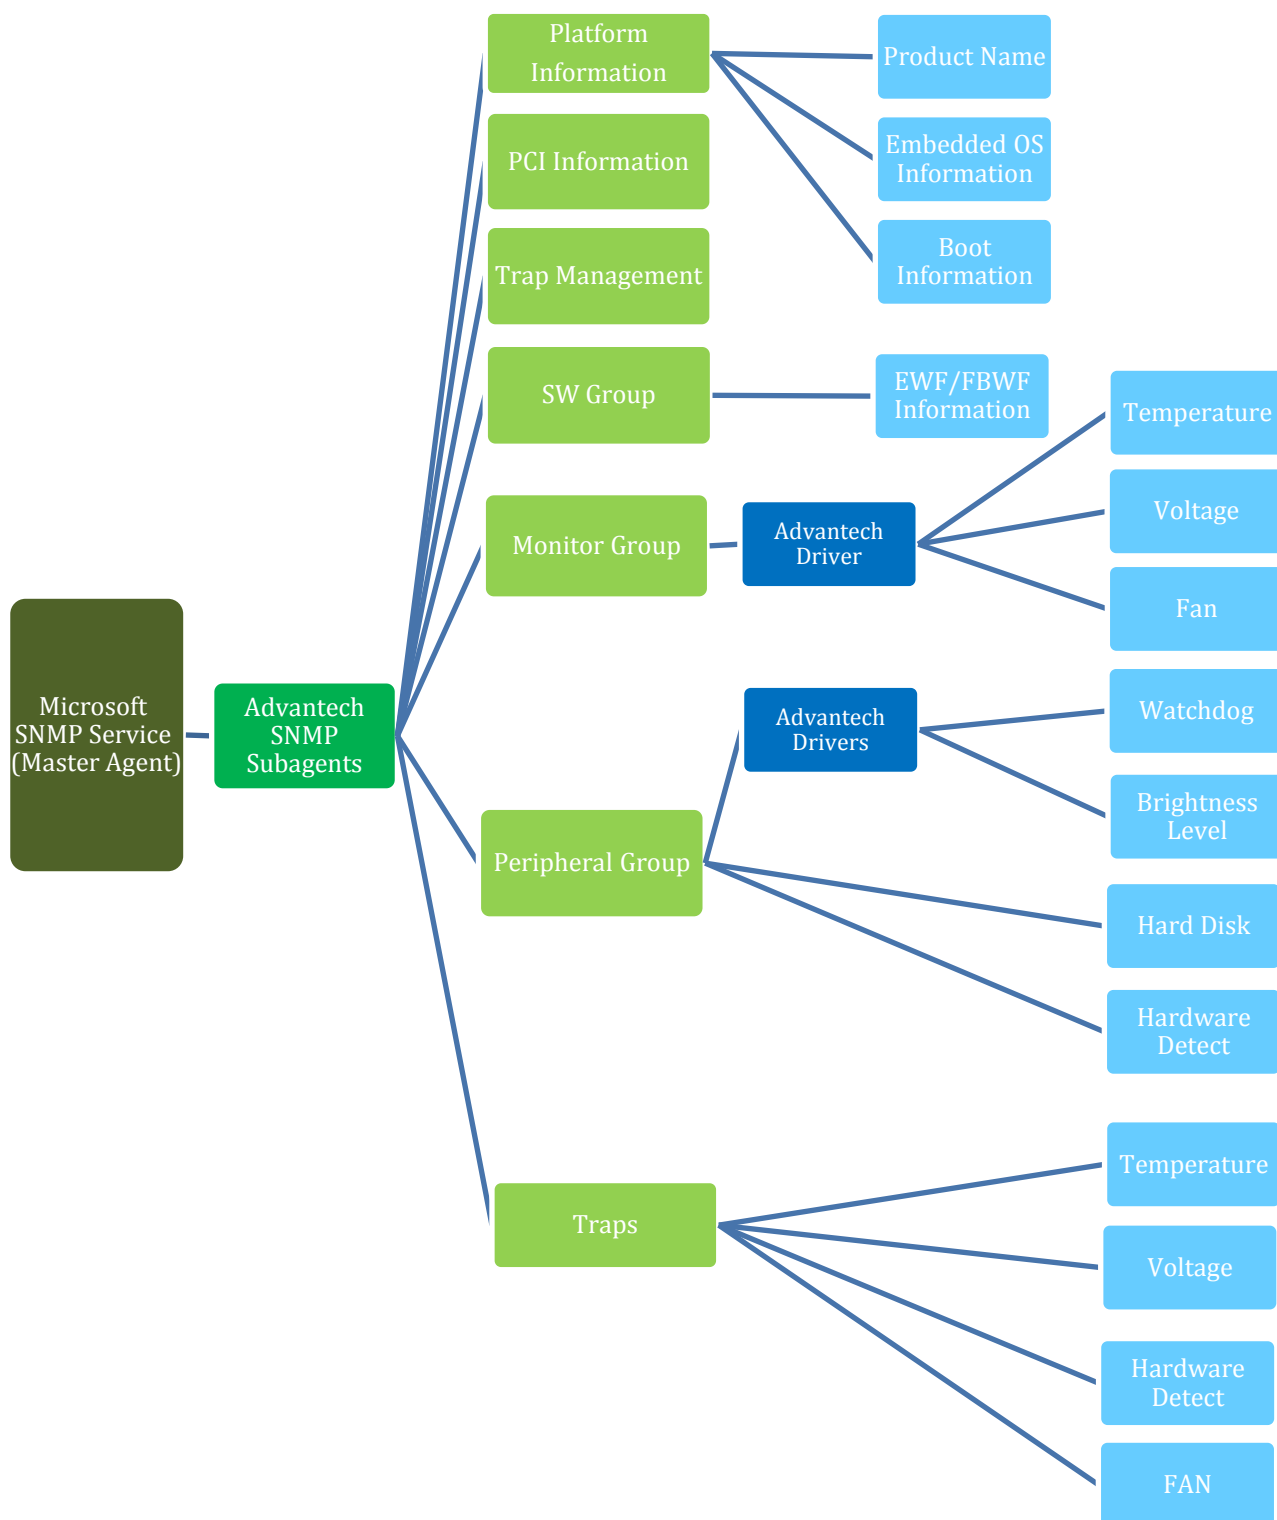 Platform
Information
Product Name
PCI Information
Embedded OS
Information
Trap Management
Boot
Information
SW Group
EWF/FBWF
Information
Temperature
Voltage
Monitor Group
Advantech
Driver
Fan
Microsoft
SNMP Service
(Master Agent)
Advantech
SNMP
Subagents
Advantech
Drivers
Watchdog
Brightness
Level
Peripheral Group
Hard Disk
Hardware
Detect
Temperature
Traps
Voltage
Hardware
Detect
FAN